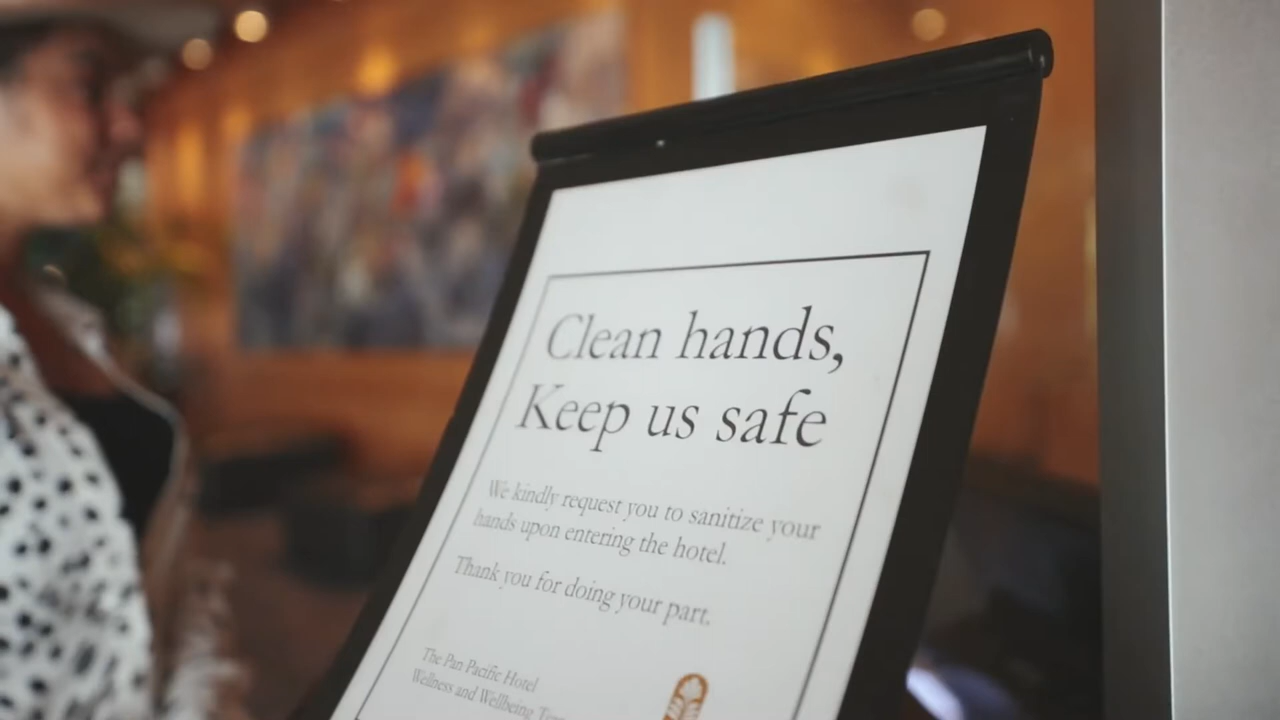 Clean hands,
Keep us safe
We kindly request you to sanitize your
hands upon entering the hotel.
Thank you for doing your part.
The Pan Pacific Hotel
Wellness and Wellbeing